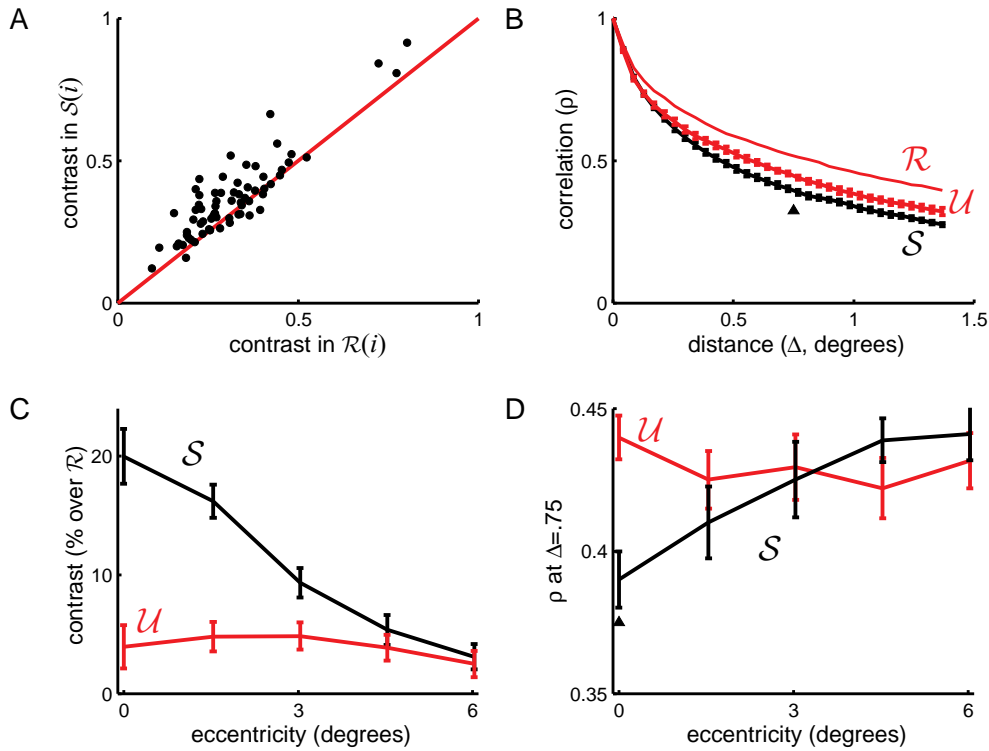 A
1
contrast in S(i)
0.5
0
0
0.5
1
contrast in R(i)
B
1
correlation (ρ)
0.5
0
R
U
S
0
0.5
1
1.5
distance (Δ, degrees)
C
contrast (% over R)
20
10
0
S
U
0
3
6
eccentricity (degrees)
D
0.45
ρ at Δ=.75
0.4
0.35
U
S
0
3
6
eccentricity (degrees)